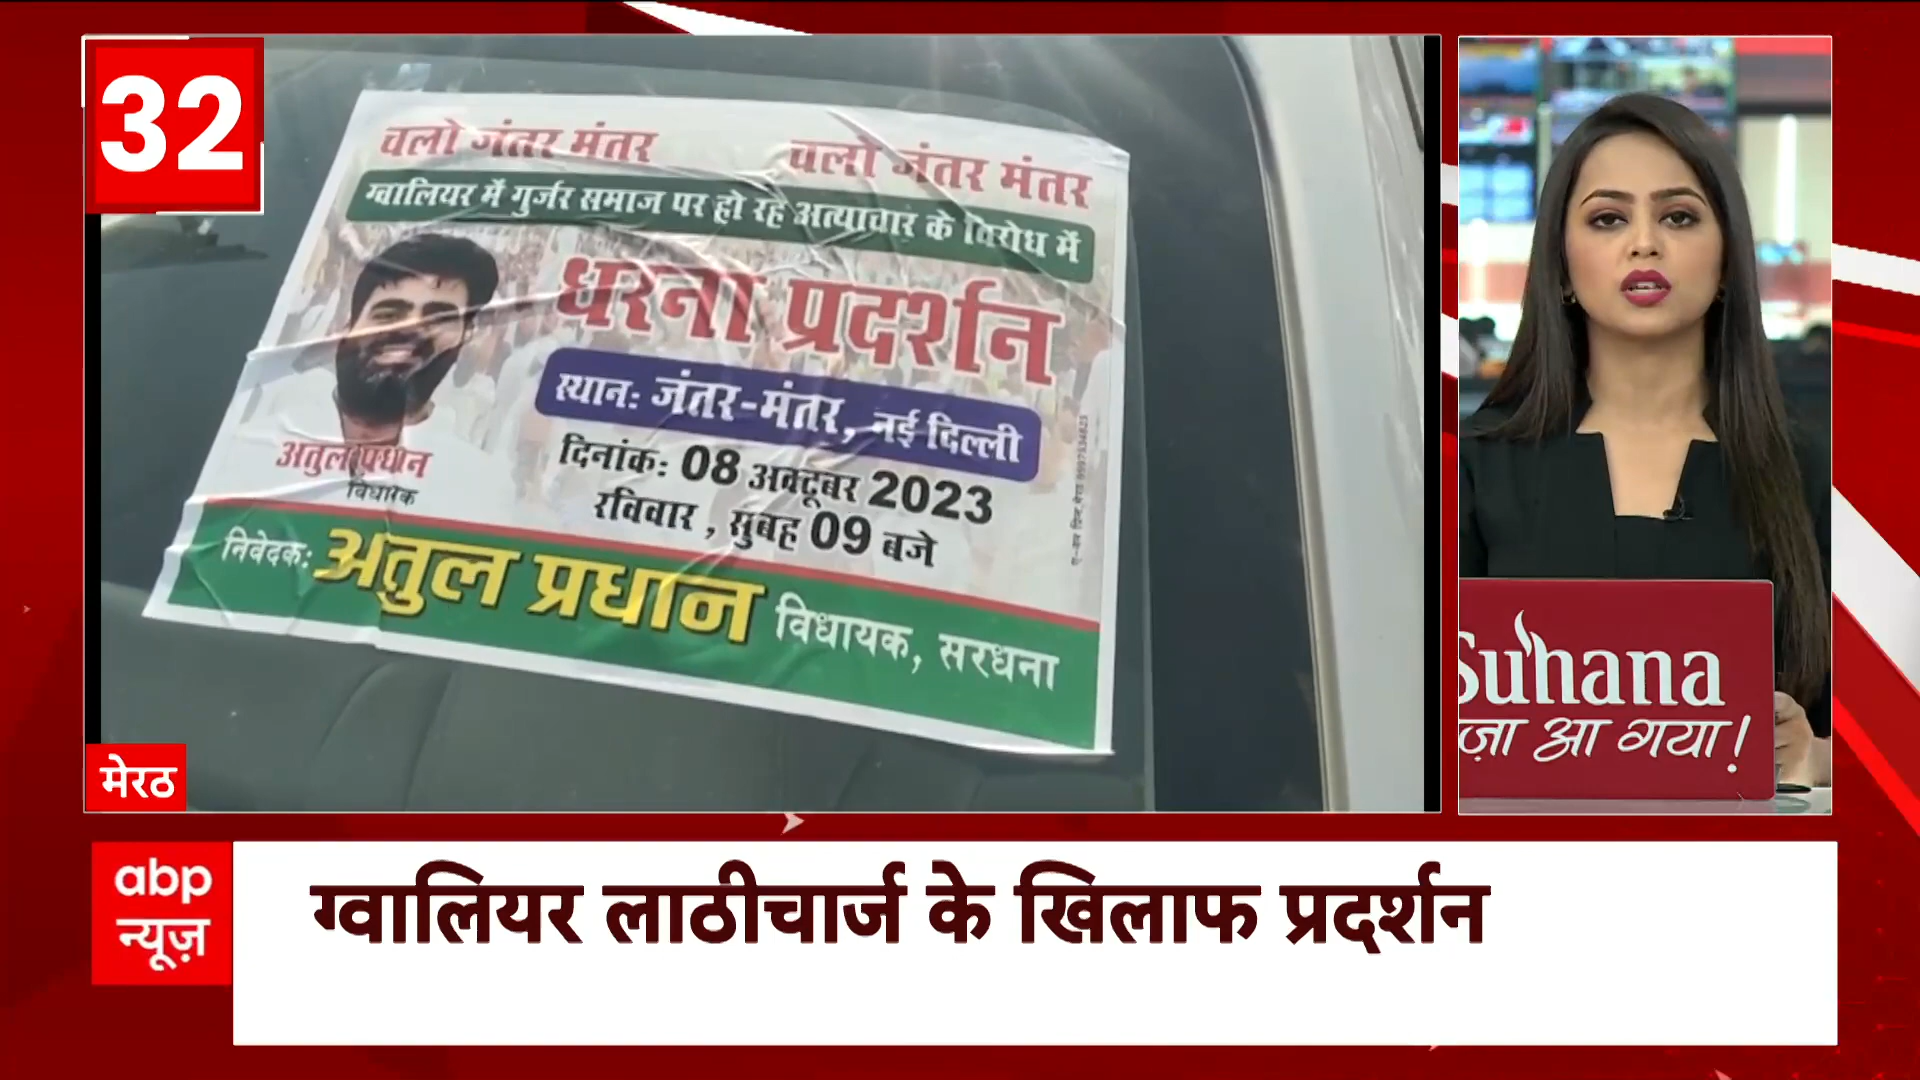 32
चलो जंतर मंतर
चलो जंतर मंतर
ग्वालियर में गुर्जर समाज पर हो रहे अत्याचार के विरोध में
धरना प्रदर्शन
स्थान: जंतर-मंतर, नई दिल्ली
दिनांक: 08 अक्टूबर 2023
रविवार, सुबह 09 बजे
अतुल प्रधान
विधायक
निवेदक: अतुल प्रधान विधायक, सरधना
मेरठ
Suhana
ज़ा आ गया!
abp
न्यूज़
ग्वालियर लाठीचार्ज के खिलाफ प्रदर्शन